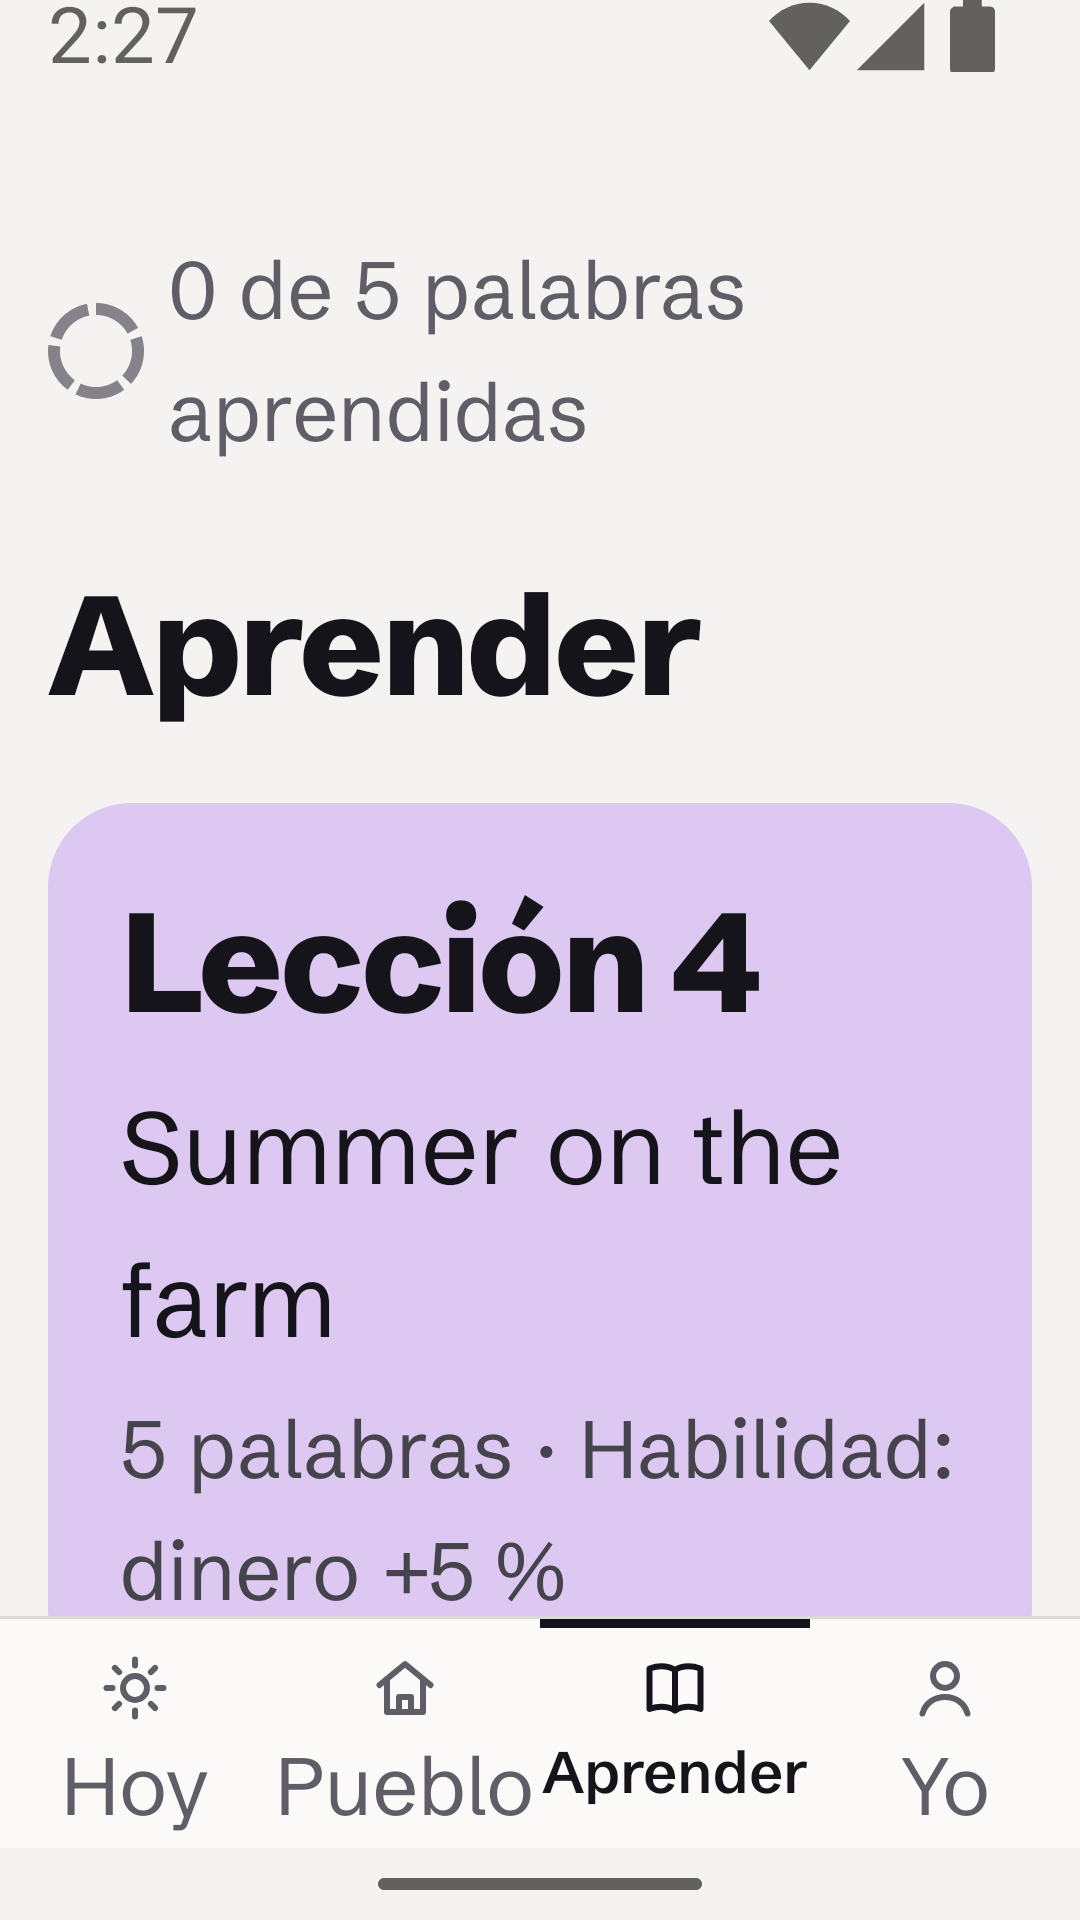 2:27
0 de 5 palabras
aprendidas
Aprender
Lección 4
Summer on the
farm
5 palabras · Habilidad:
dinero +5 %
Hoy
Pueblo
Aprender
Yo